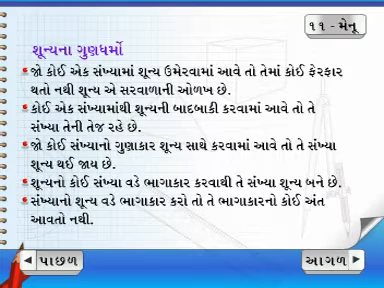 ૧૧ - મેનૂ
શૂન્યના ગુણધર્મો
જો કોઈ એક સંખ્યામાં શૂન્ય ઉમેરવામાં આવે તો તેમાં કોઈ ફેરફાર
થતો નથી શૂન્ય એ સરવાળાની ઓળખ છે.
કોઈ એક સંખ્યામાંથી શૂન્યની બાદબાકી કરવામાં આવે તો તે
સંખ્યા તેની તેજ રહે છે.
જો કોઈ સંખ્યાનો ગુણાકાર શૂન્ય સાથે કરવામાં આવે તો તે સંખ્યા
શૂન્ય થઈ જાય છે.
શૂન્યનો કોઈ સંખ્યા વડે ભાગાકાર કરવાથી તે સંખ્યા શૂન્ય બને છે.
સંખ્યાનો શૂન્ય વડે ભાગાકાર કરો તો તે ભાગાકારનો કોઈ અંત
આવતો નથી.
પાછળ
આગળ